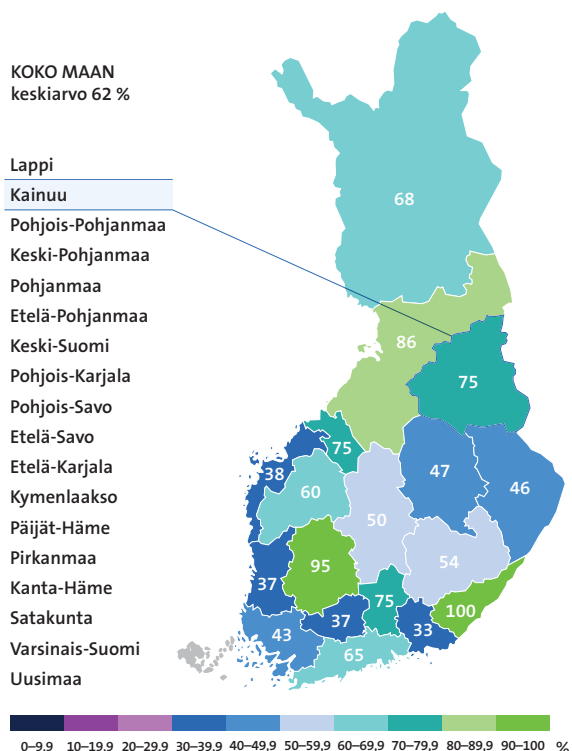 KOKO MAAN
keskiarvo 62 %
Lappi
Kainuu
Pohjois-Pohjanmaa
Keski-Pohjanmaa
Pohjanmaa
Etelä-Pohjanmaa
Keski-Suomi
Pohjois-Karjala
Pohjois-Savo
Etelä-Savo
Etelä-Karjala
Kymenlaakso
Päijät-Häme
Pirkanmaa
Kanta-Häme
Satakunta
Varsinais-Suomi
Uusimaa
68
86
75
75
38
47
46
60
50
54
95
37
75
100
37
43
33
65
0–9,9 10–19,9 20–29,9 30–39,9 40–49,9 50–59,9 60–69,9 70–79,9 80–89,9 90–100 %